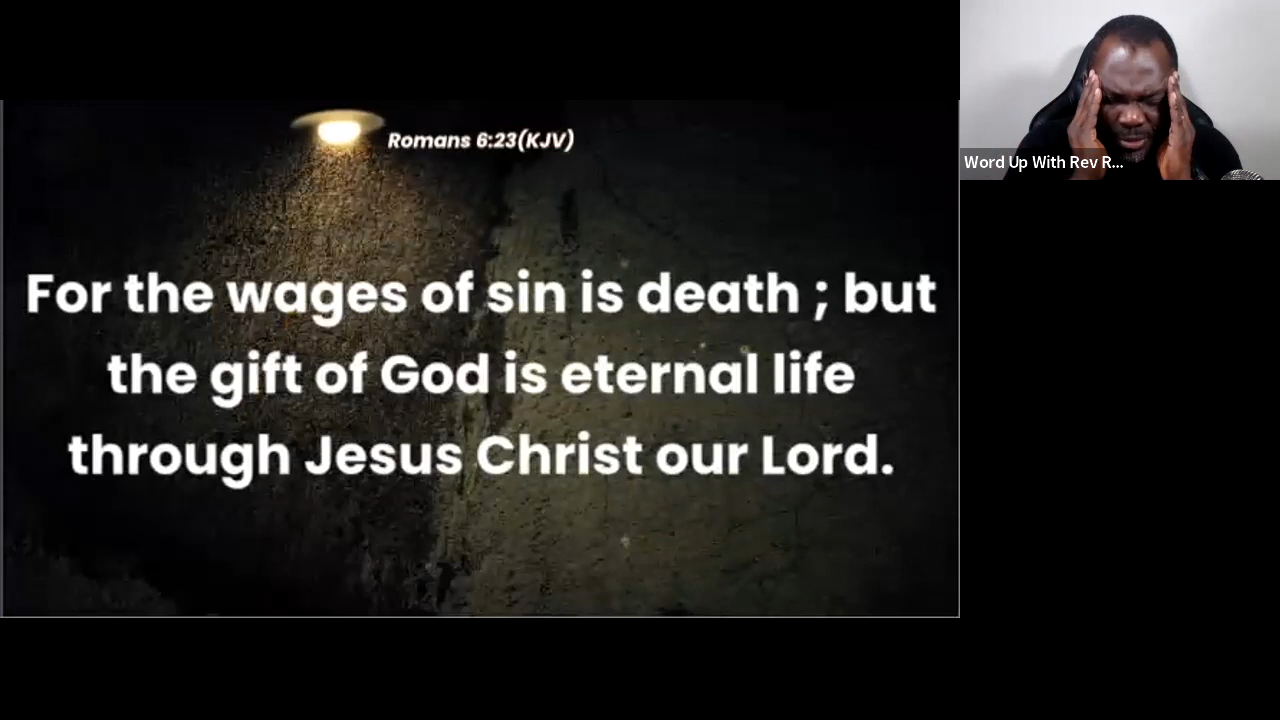 Romans 6:23(KJV)
For the wages of sin is death ; but
the gift of God is eternal life
through Jesus Christ our Lord.
Word Up With Rev R...